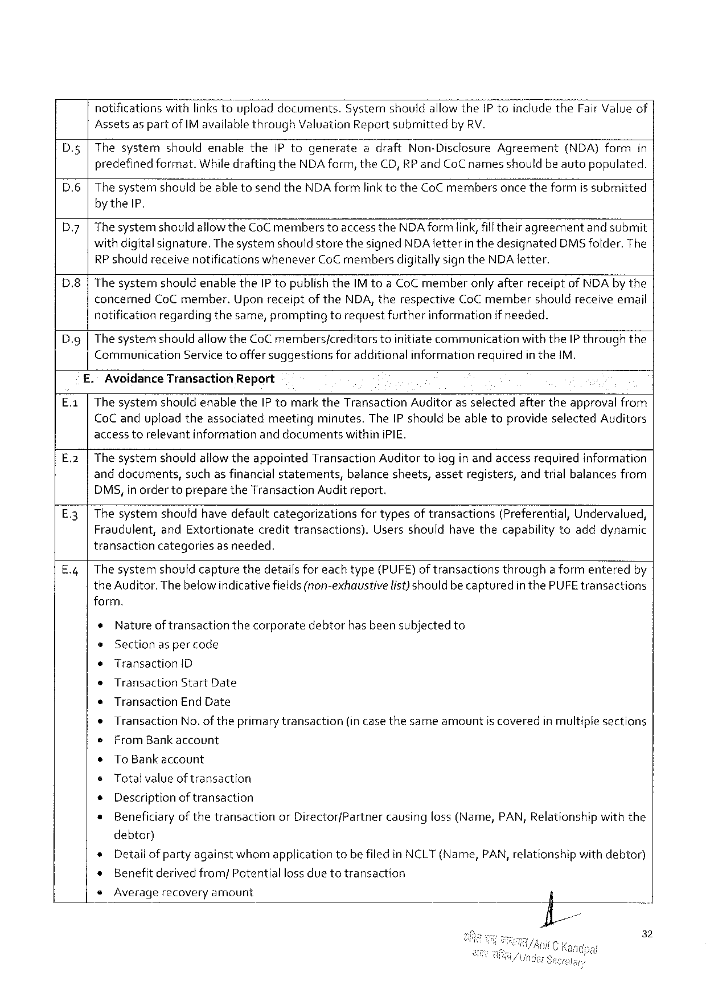 notifications with links to upload documents. System should allow the IP to include the Fair Value of
Assets as part of IM available through Valuation Report submitted by RV.
D.5 The system should enable the IP to generate a draft Non-Disclosure Agreement (NDA) form in
predefined format. While drafting the NDA form, the CD, RP and CoC names should be auto populated.
D.6 The system should be able to send the NDA form link to the CoC members once the form is submitted
by the IP.
D.7 The system should allow the CoC members to access the NDA form link, fill their agreement and submit
with digital signature. The system should store the signed NDA letter in the designated DMS folder. The
RP should receive notifications whenever CoC members digitally sign the NDA letter.
D.8 The system should enable the IP to publish the IM to a CoC member only after receipt of NDA by the
concerned CoC member. Upon receipt of the NDA, the respective CoC member should receive email
notification regarding the same, prompting to request further information if needed.
D.9 The system should allow the CoC members/creditors to initiate communication with the IP through the
Communication Service to offer suggestions for additional information required in the IM.
E. Avoidance Transaction Report
E.1 The system should enable the IP to mark the Transaction Auditor as selected after the approval from
CoC and upload the associated meeting minutes. The IP should be able to provide selected Auditors
access to relevant information and documents within iPIE.
E.2 The system should allow the appointed Transaction Auditor to log in and access required information
and documents, such as financial statements, balance sheets, asset registers, and trial balances from
DMS, in order to prepare the Transaction Audit report.
E.3 The system should have default categorizations for types of transactions (Preferential, Undervalued,
Fraudulent, and Extortionate credit transactions). Users should have the capability to add dynamic
transaction categories as needed.
E.4 The system should capture the details for each type (PUFE) of transactions through a form entered by
the Auditor. The below indicative fields (non-exhaustive list) should be captured in the PUFE transactions
form.
• Nature of transaction the corporate debtor has been subjected to
• Section as per code
• Transaction ID
• Transaction Start Date
• Transaction End Date
• Transaction No. of the primary transaction (in case the same amount is covered in multiple sections
• From Bank account
• To Bank account
• Total value of transaction
• Description of transaction
• Beneficiary of the transaction or Director/Partner causing loss (Name, PAN, Relationship with the
debtor)
• Detail of party against whom application to be filed in NCLT (Name, PAN, relationship with debtor)
• Benefit derived from/ Potential loss due to transaction
• Average recovery amount
32
/Anil C Kandpal
अवर सचिव/Under Secretary